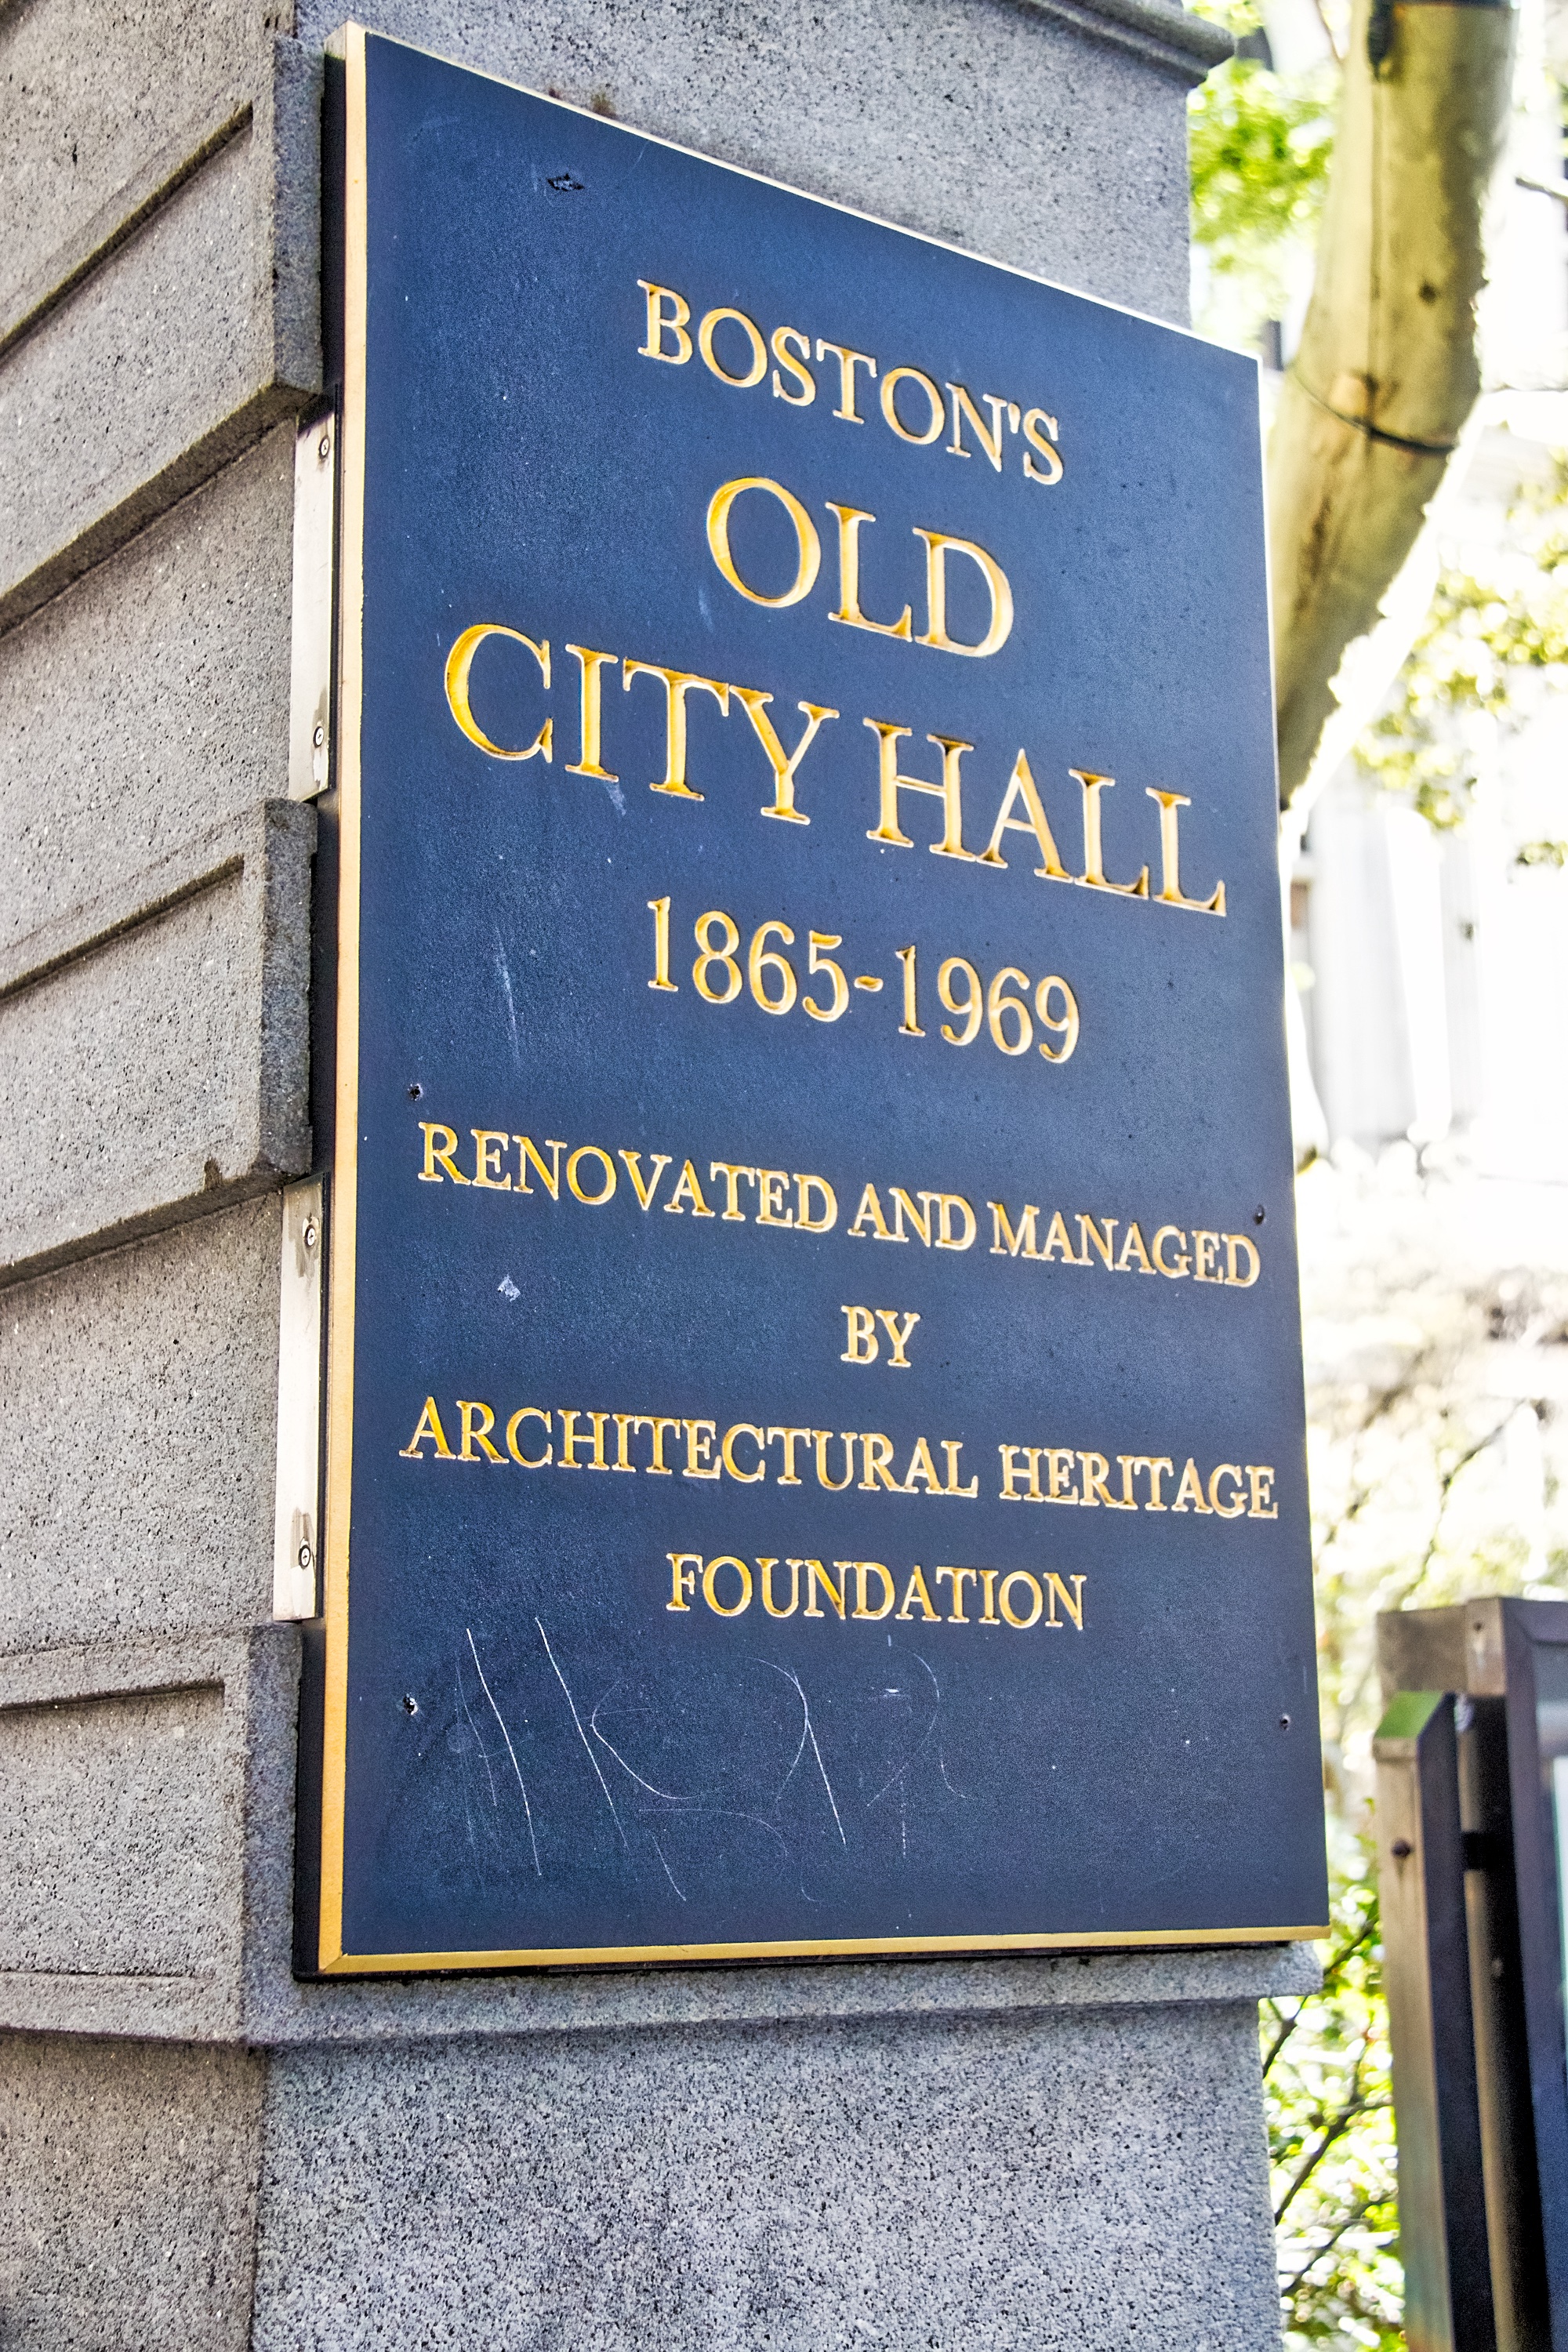 BOSTON'S
OLD
CITY HALL
1865-1969
RENOVATED AND MANAGED
BY
ARCHITECTURAL HERITAGE
FOUNDATION